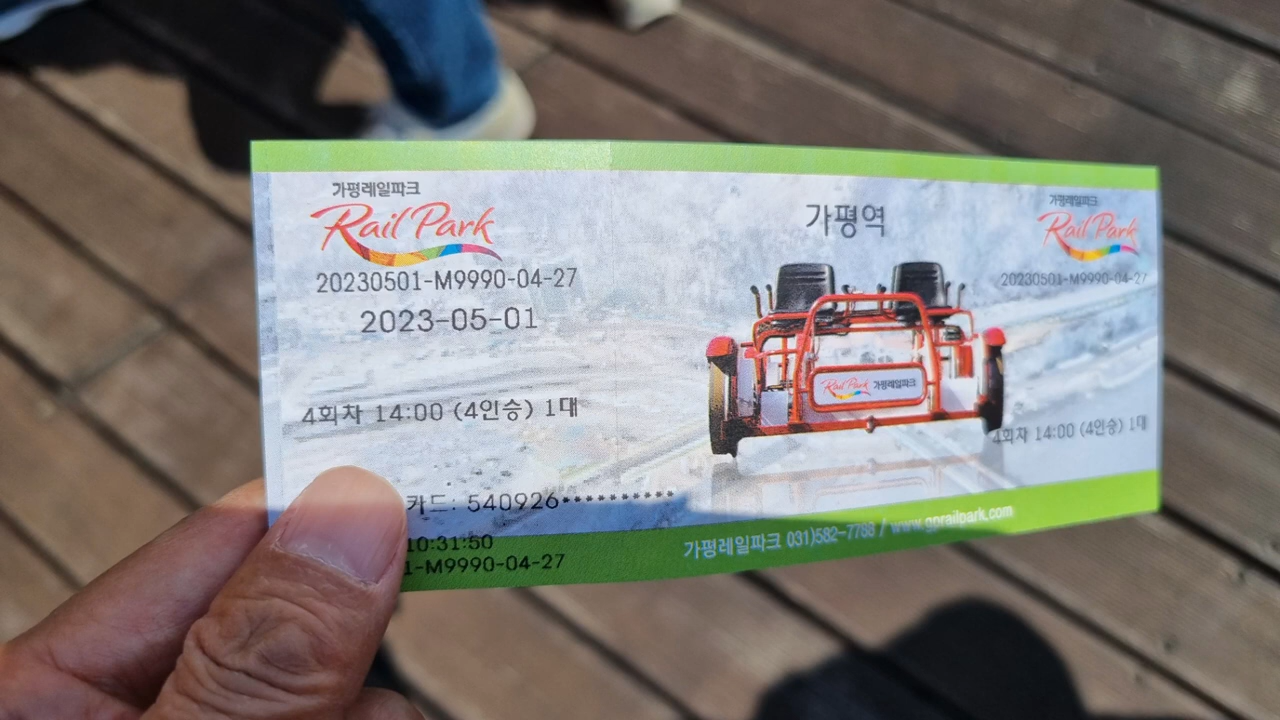 가평레일파크
Rail Park
20230501-M9990-04-27
2023-05-01
4회차 14:00 (4인승) 1대
카드: 540926**********
10:31:50
1-M9990-04-27
가평역
Rail Park 가평레일파크
가평레일파크 031)582-7788 / www.gprailpark.com
가평레일파크
Rail Park
20230501-M9990-04-27
4회차 14:00 (4인승) 1대